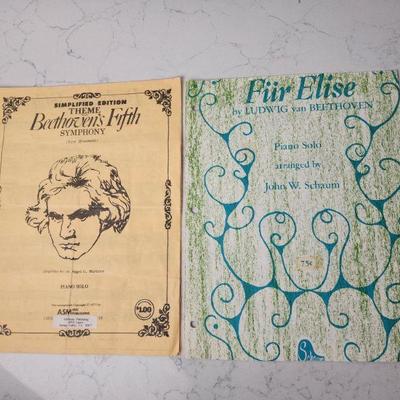 SIMPLIFIED EDITION
THEME
Beethoven's Fifth
SYMPHONY
PIANO SOLO
ASM
$1.00
Für Elise
by LUDWIG van BEETHOVEN
Piano Solo
arranged by
John W. Schaum
75¢